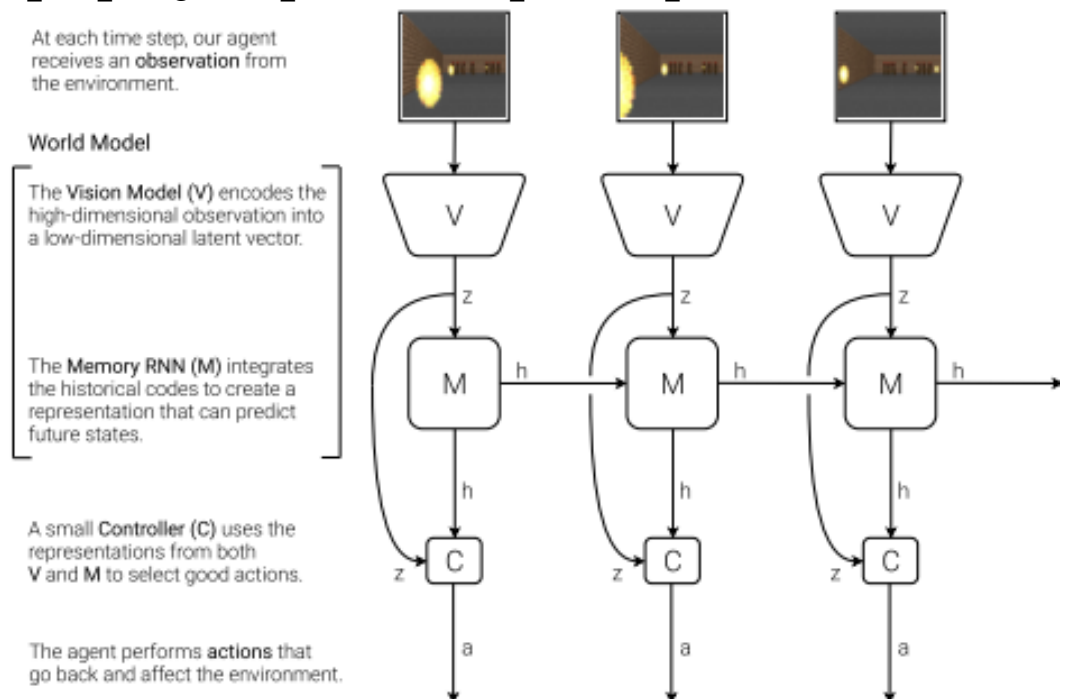 At each time step, our agent
receives an observation from
the environment.
World Model
The Vision Model (V) encodes the
high-dimensional observation into
a low-dimensional latent vector.
The Memory RNN (M) integrates
the historical codes to create a
representation that can predict
future states.
A small Controller (C) uses the
representations from both
V and M to select good actions.
The agent performs actions that
go back and affect the environment.
V V V
z z z
M h M h M h
h h h
z C z C z C
a a a